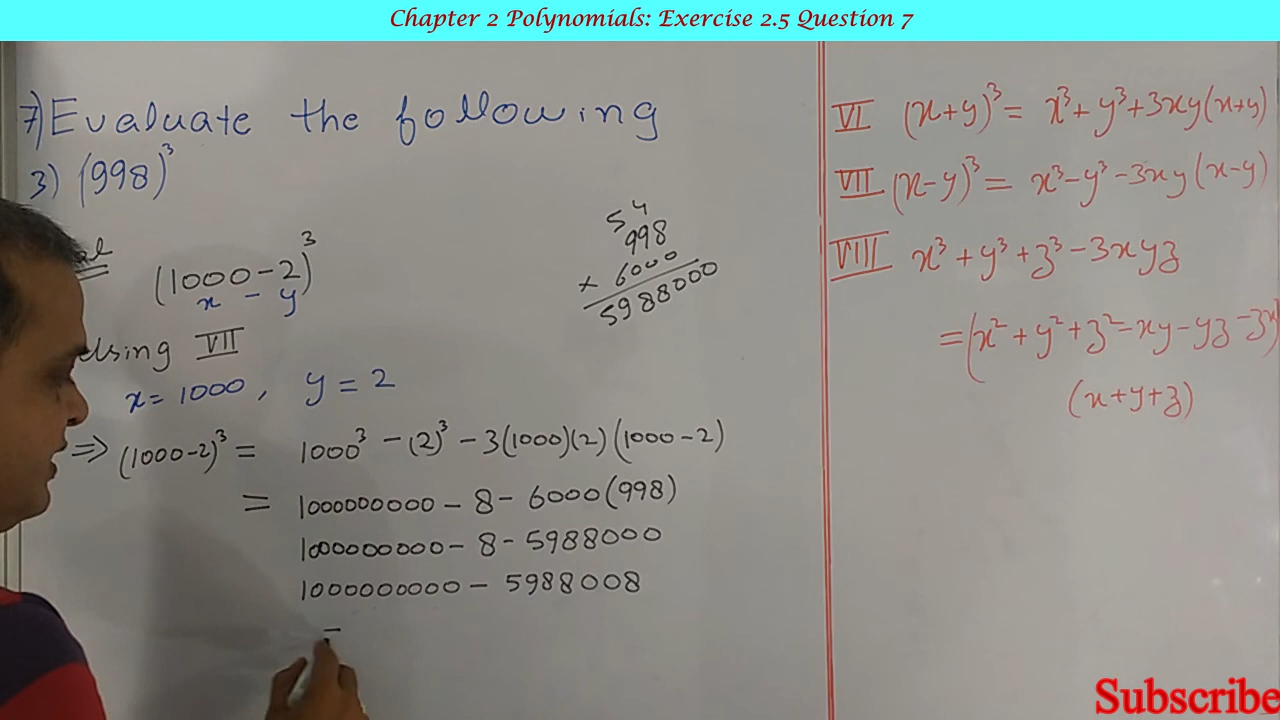 Chapter 2 Polynomials: Exercise 2.5 Question 7
7) Evaluate the following
3) (998)³
(1000-2)³
x - y
Using VII
x = 1000, y = 2
⇒ (1000-2)³ = 1000³ - (2)³ - 3(1000)(2)(1000-2)
= 1000000000 - 8 - 6000(998)
1000000000 - 8 - 5988000
1000000000 - 5988008
54
998
× 6000
5988000
VI (x+y)³ = x³+y³+3xy(x+y)
VII (x-y)³ = x³-y³-3xy(x-y)
VIII x³+y³+z³-3xyz
=(x²+y²+z²-xy-yz-zx)
(x+y+z)
Subscribe